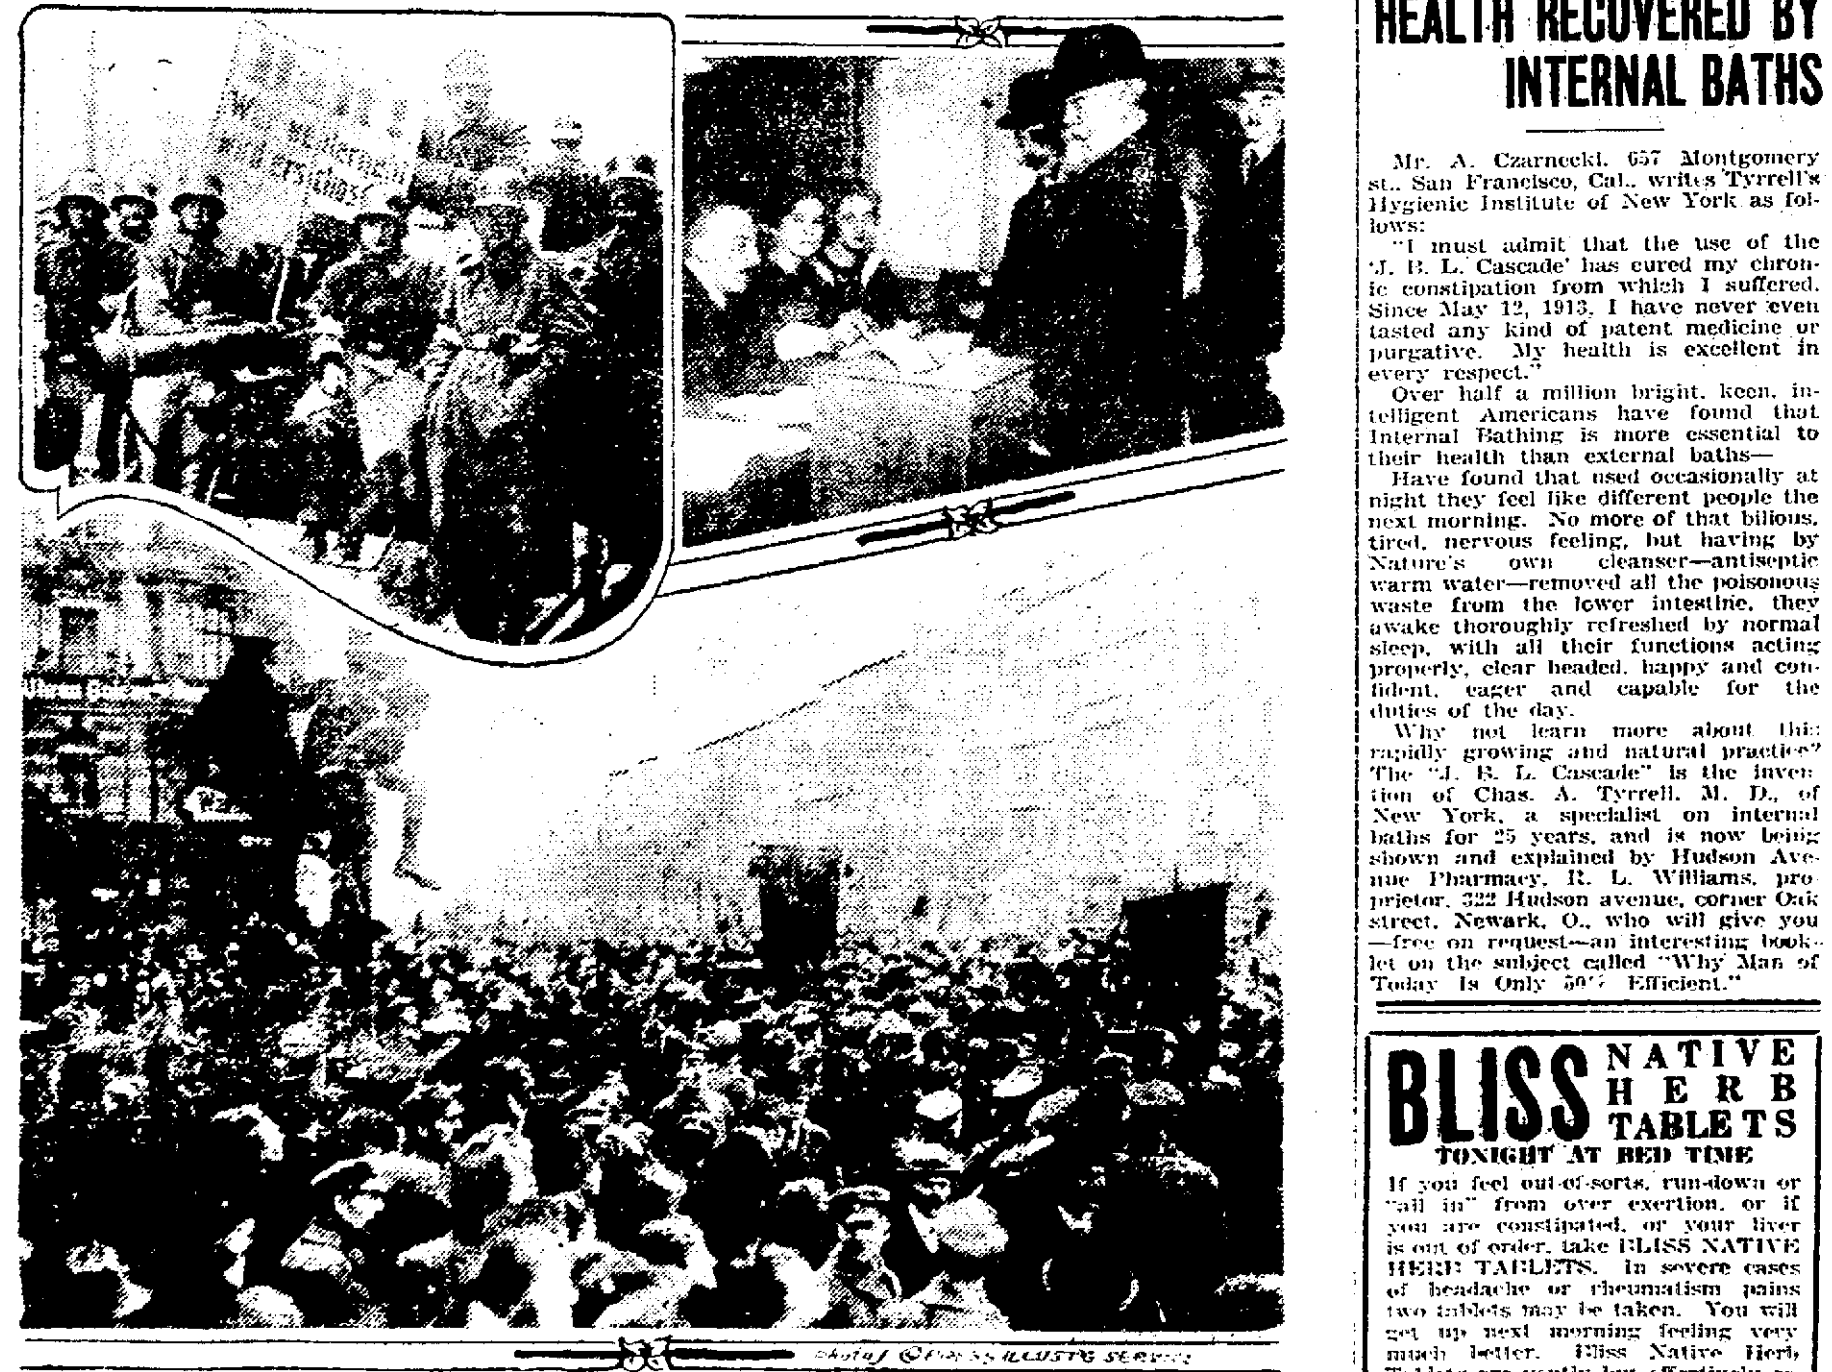 Photos © PRESS ILLUSTG SERVICE
HEALTH RECOVERED BY
INTERNAL BATHS
Mr. A. Czarnecki, 657 Montgomery
st., San Francisco, Cal., writes Tyrrell's
Hygienic Institute of New York as fol-
lows:
"I must admit that the use of the
'J. B. L. Cascade' has cured my chron-
ic constipation from which I suffered.
Since May 12, 1913, I have never even
tasted any kind of patent medicine or
purgative. My health is excellent in
every respect."
Over half a million bright, keen, in-
telligent Americans have found that
Internal Bathing is more essential to
their health than external baths—
Have found that used occasionally at
night they feel like different people the
next morning. No more of that bilious,
tired, nervous feeling, but having by
Nature's own cleanser—antiseptic
warm water—removed all the poisonous
waste from the lower intestine, they
awake thoroughly refreshed by normal
sleep, with all their functions acting
properly, clear headed, happy and con-
fident, eager and capable for the
duties of the day.
Why not learn more about this
rapidly growing and natural practice?
The "J. B. L. Cascade" is the inven-
tion of Chas. A. Tyrrell, M. D., of
New York, a specialist on internal
baths for 25 years, and is now being
shown and explained by Hudson Ave-
nue Pharmacy, R. L. Williams, pro-
prietor, 322 Hudson avenue, corner Oak
street, Newark, O., who will give you
—free on request—an interesting book-
let on the subject called "Why Man of
Today Is Only 50% Efficient."
BLISS NATIVE
HERB
TABLETS
TONIGHT AT BED TIME
If you feel out-of-sorts, run-down or
"all in" from over exertion, or if
you are constipated, or your liver
is out of order, take BLISS NATIVE
HERB TABLETS. In severe cases
of headache or rheumatism pains
two tablets may be taken. You will
get up next morning feeling very
much better. Bliss Native Herb